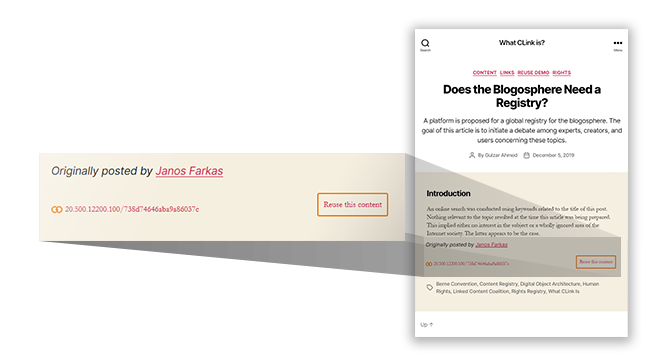 What CLink is?
Search
Menu
CONTENT LINKS REUSE DEMO RIGHTS
Does the Blogosphere Need a
Registry?
A platform is proposed for a global registry for the blogosphere. The
goal of this article is to initiate a debate among experts, creators, and
users concerning these topics.
By Gulzar Ahmed December 5, 2019
Introduction
An online search was conducted using keywords related to the title of this post.
Nothing relevant to the topic resulted at the time this article was being prepared.
This implied either no interest in the subject or a wholly ignored area of the
Internet society. The latter appears to be the case.
Originally posted by Janos Farkas
20.500.12200.100/738d74646aba9a86037c
Reuse this content
Berne Convention, Content Registry, Digital Object Architecture, Human
Rights, Linked Content Coalition, Rights Registry, What CLink Is
Up ↑
Originally posted by Janos Farkas
20.500.12200.100/738d74646aba9a86037c
Reuse this content